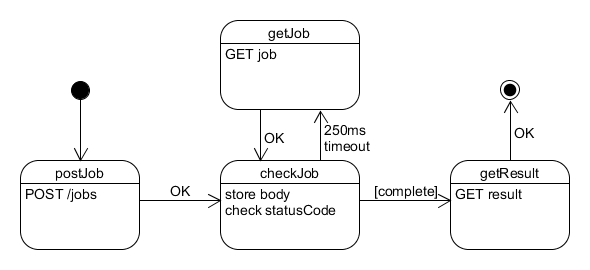 getJob
GET job
OK
250ms
timeout
OK
postJob
POST /jobs
OK
checkJob
store body
check statusCode
[complete]
getResult
GET result